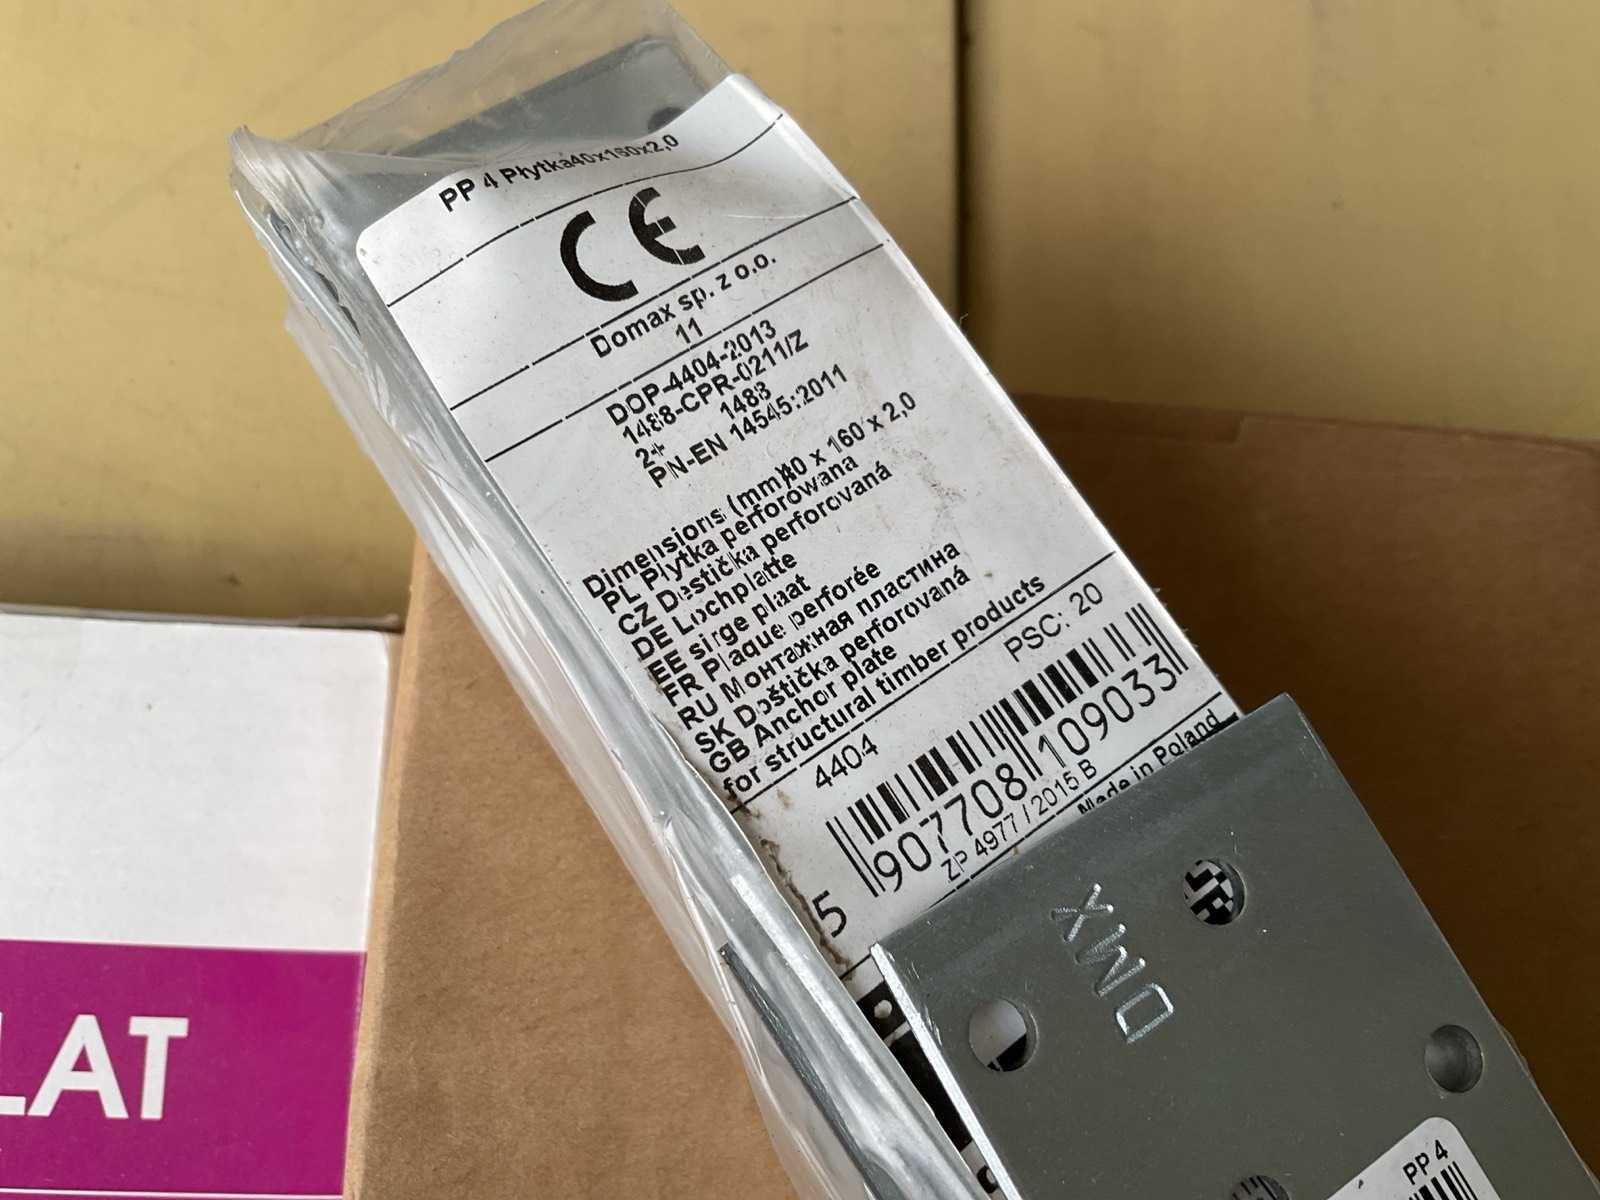 PP 4 Płytka40x160x2,0
CE
Domax sp. z o.o.
11
DOP-4404-2013
1488-CPR-0211/Z
2+ 1488
PN-EN 14545:2011
Dimensions (mm)40 x 160 x 2,0
PL Płytka perforowana
CZ Destička perforovaná
DE Lochplatte
EE sirge plaat
FR Plaque perforée
RU Монтажная пластина
SK Doštička perforovaná
GB Anchor plate
for structural timber products
4404 PSC: 20
5 907708 109033
ZP 4977 / 2015 B
Made in Poland
DMX
PP 4
LAT